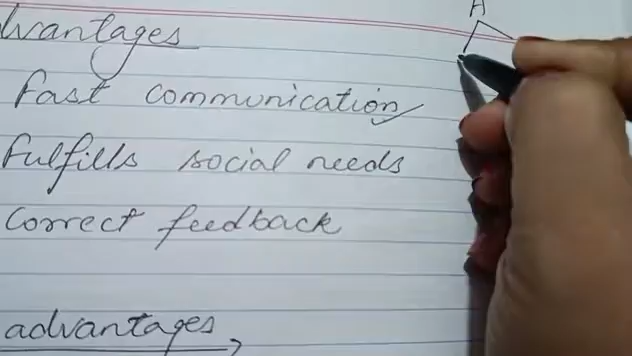 A
dvantages
Fast communication
Fulfills social needs
Correct feedback
advantages